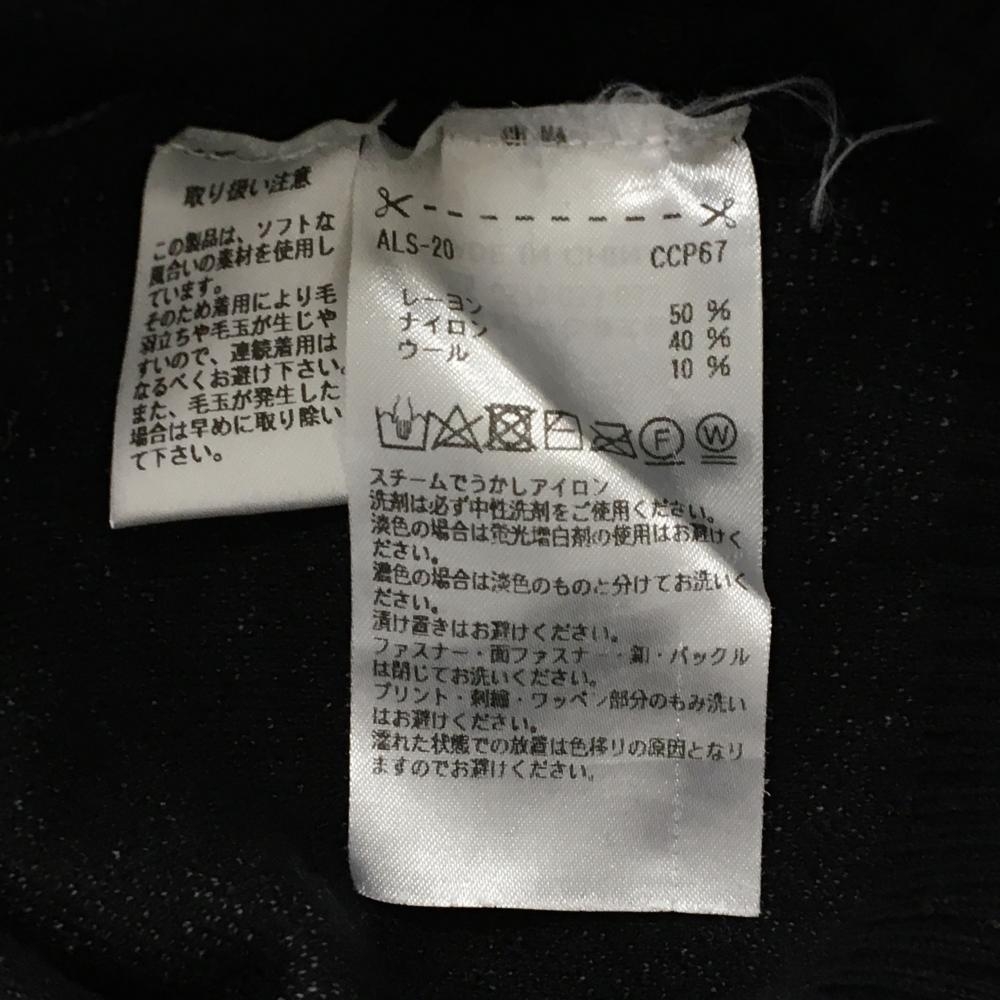 取り扱い注意
この製品は、ソフトな
風合いの素材を使用し
ています。
そのため着用により毛
羽立ちや毛玉が生じや
すいので、連続着用は
なるべくお避け下さい。
また、毛玉が発生した
場合は早めに取り除い
て下さい。
ALS-20 CCP67
レーヨン 50 %
ナイロン 40 %
ウール 10 %
F W
スチームでうかしアイロン
洗剤は必ず中性洗剤をご使用ください。
淡色の場合は蛍光増白剤の使用はお避けく
ださい。
濃色の場合は淡色のものと分けてお洗いく
ださい。
漬け置きはお避けください。
ファスナー・面ファスナー・釦・バックル
は閉じてお洗いください。
プリント・刺繍・ワッペン部分のもみ洗い
はお避けください。
濡れた状態での放置は色移りの原因となり
ますのでお避けください。